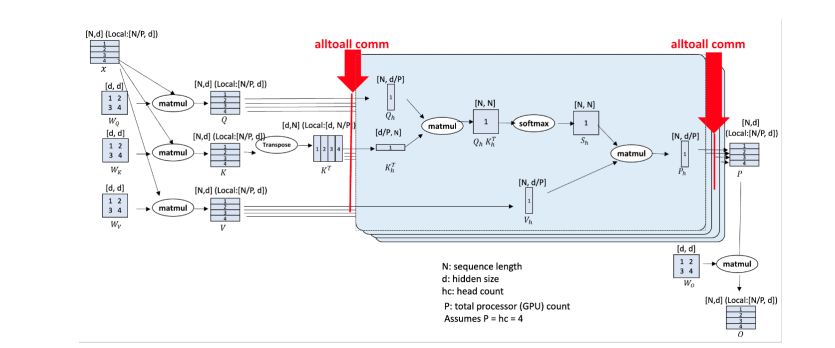 [N,d] (Local:[N/P, d])
1
2
3
4
x
alltoall comm
alltoall comm
[d, d]
1 2
3 4
W_Q
matmul
[N,d] (Local:[N/P, d])
1
2
3
4
Q
[N, d/P]
1
Q_h
[d, d]
1 2
3 4
W_K
matmul
[N,d] (Local:[N/P, d])
1
2
3
4
K
Transpose
[d,N] (Local:[d, N/P])
1 2 3 4
K^T
[d/P, N]
1
K_h^T
matmul
[N, N]
1
Q_h K_h^T
softmax
[N, N]
1
S_h
matmul
[N, d/P]
1
P_h
[N,d]
(Local:[N/P, d])
1
2
3
4
P
[d, d]
1 2
3 4
W_V
matmul
[N,d] (Local:[N/P, d])
1
2
3
4
V
[N, d/P]
1
V_h
N: sequence length
d: hidden size
hc: head count
P: total processor (GPU) count
Assumes P = hc = 4
[d, d]
1 2
3 4
W_O
matmul
[N,d] (Local:[N/P, d])
1
2
3
4
O